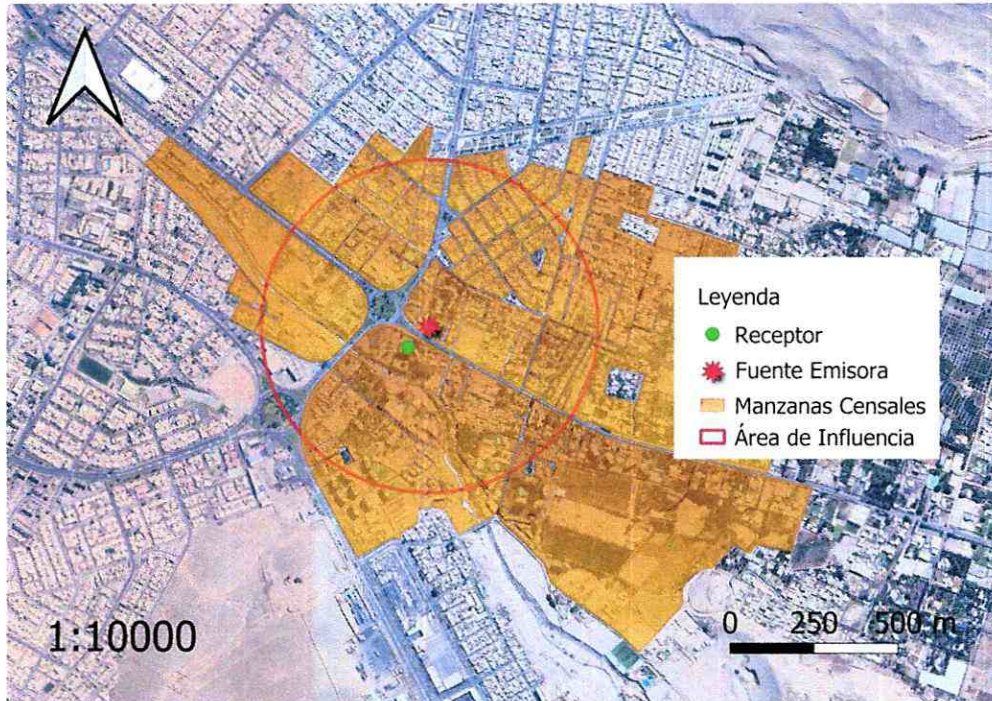 Leyenda
Receptor
Fuente Emisora
Manzanas Censales
Área de Influencia
1:10000
0 250 500 m